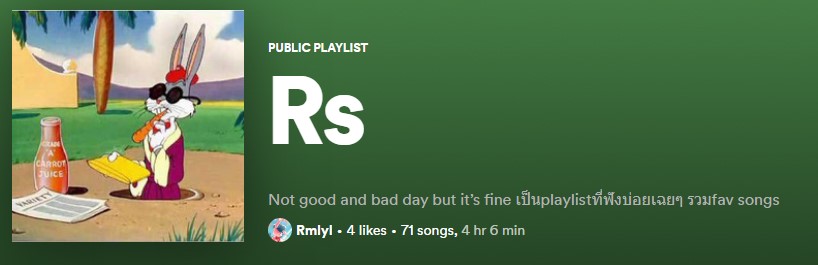 PUBLIC PLAYLIST
Rs
Not good and bad day but it's fine เป็นplaylistที่ฟังบ่อยเฉยๆ รวมfav songs
Rmlyl • 4 likes • 71 songs, 4 hr 6 min
A
CARROT
JUICE
VARIETY